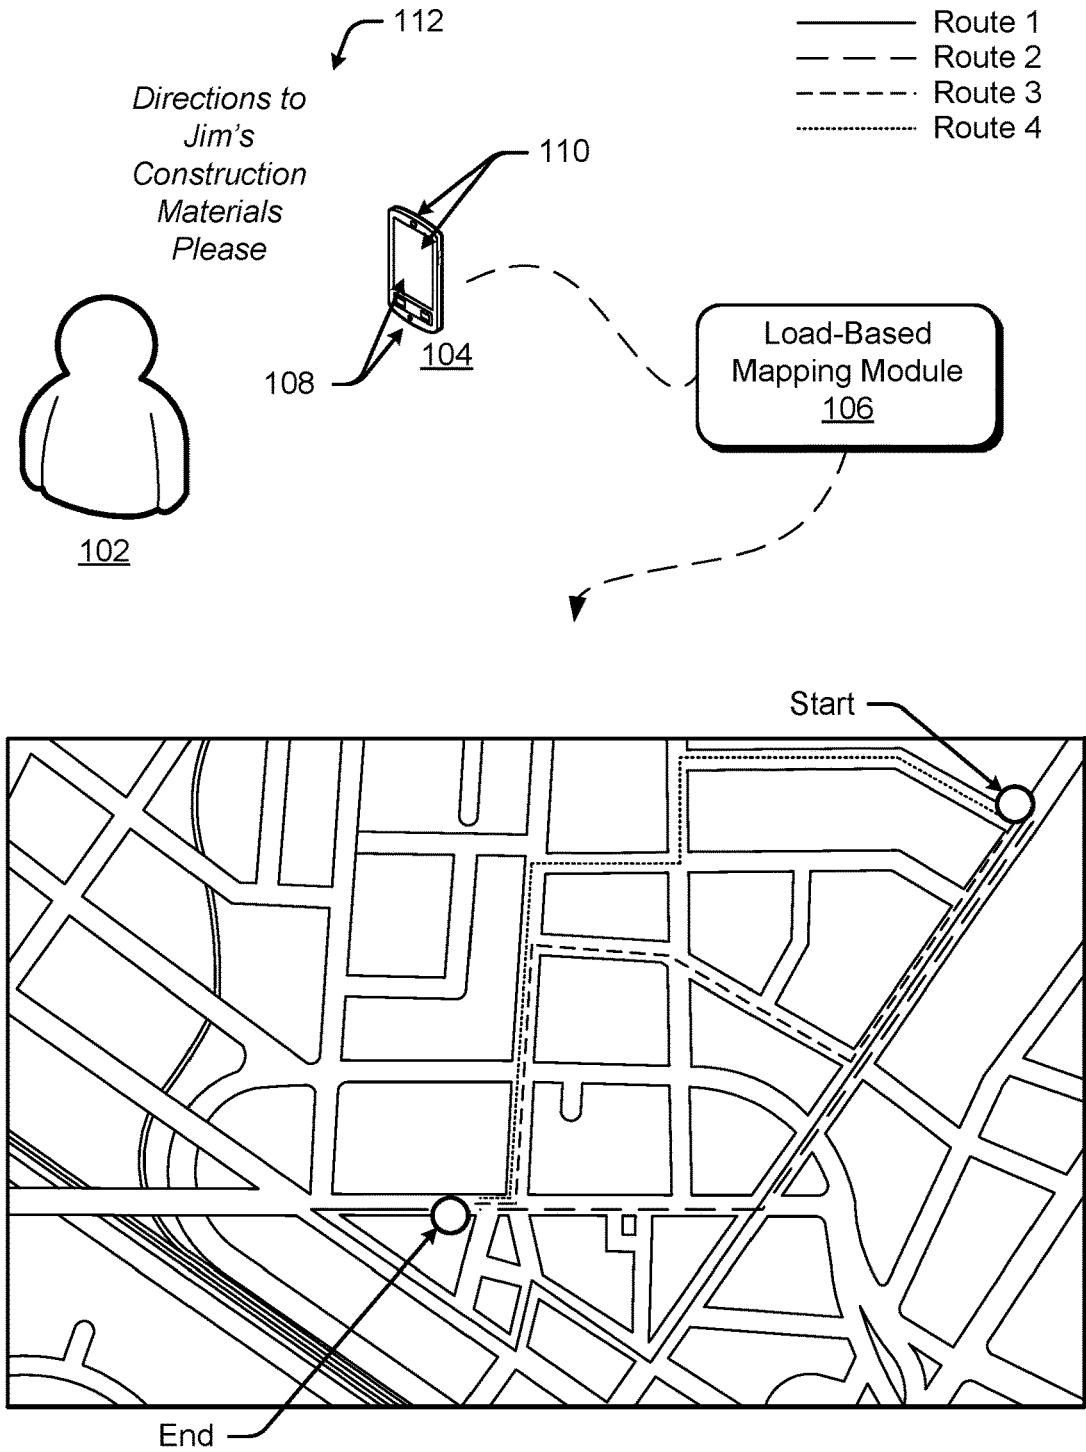 112
Route 1
Route 2
Route 3
Route 4
Directions to
Jim's
Construction
Materials
Please
110
104
108
Load-Based
Mapping Module
106
102
Start
End